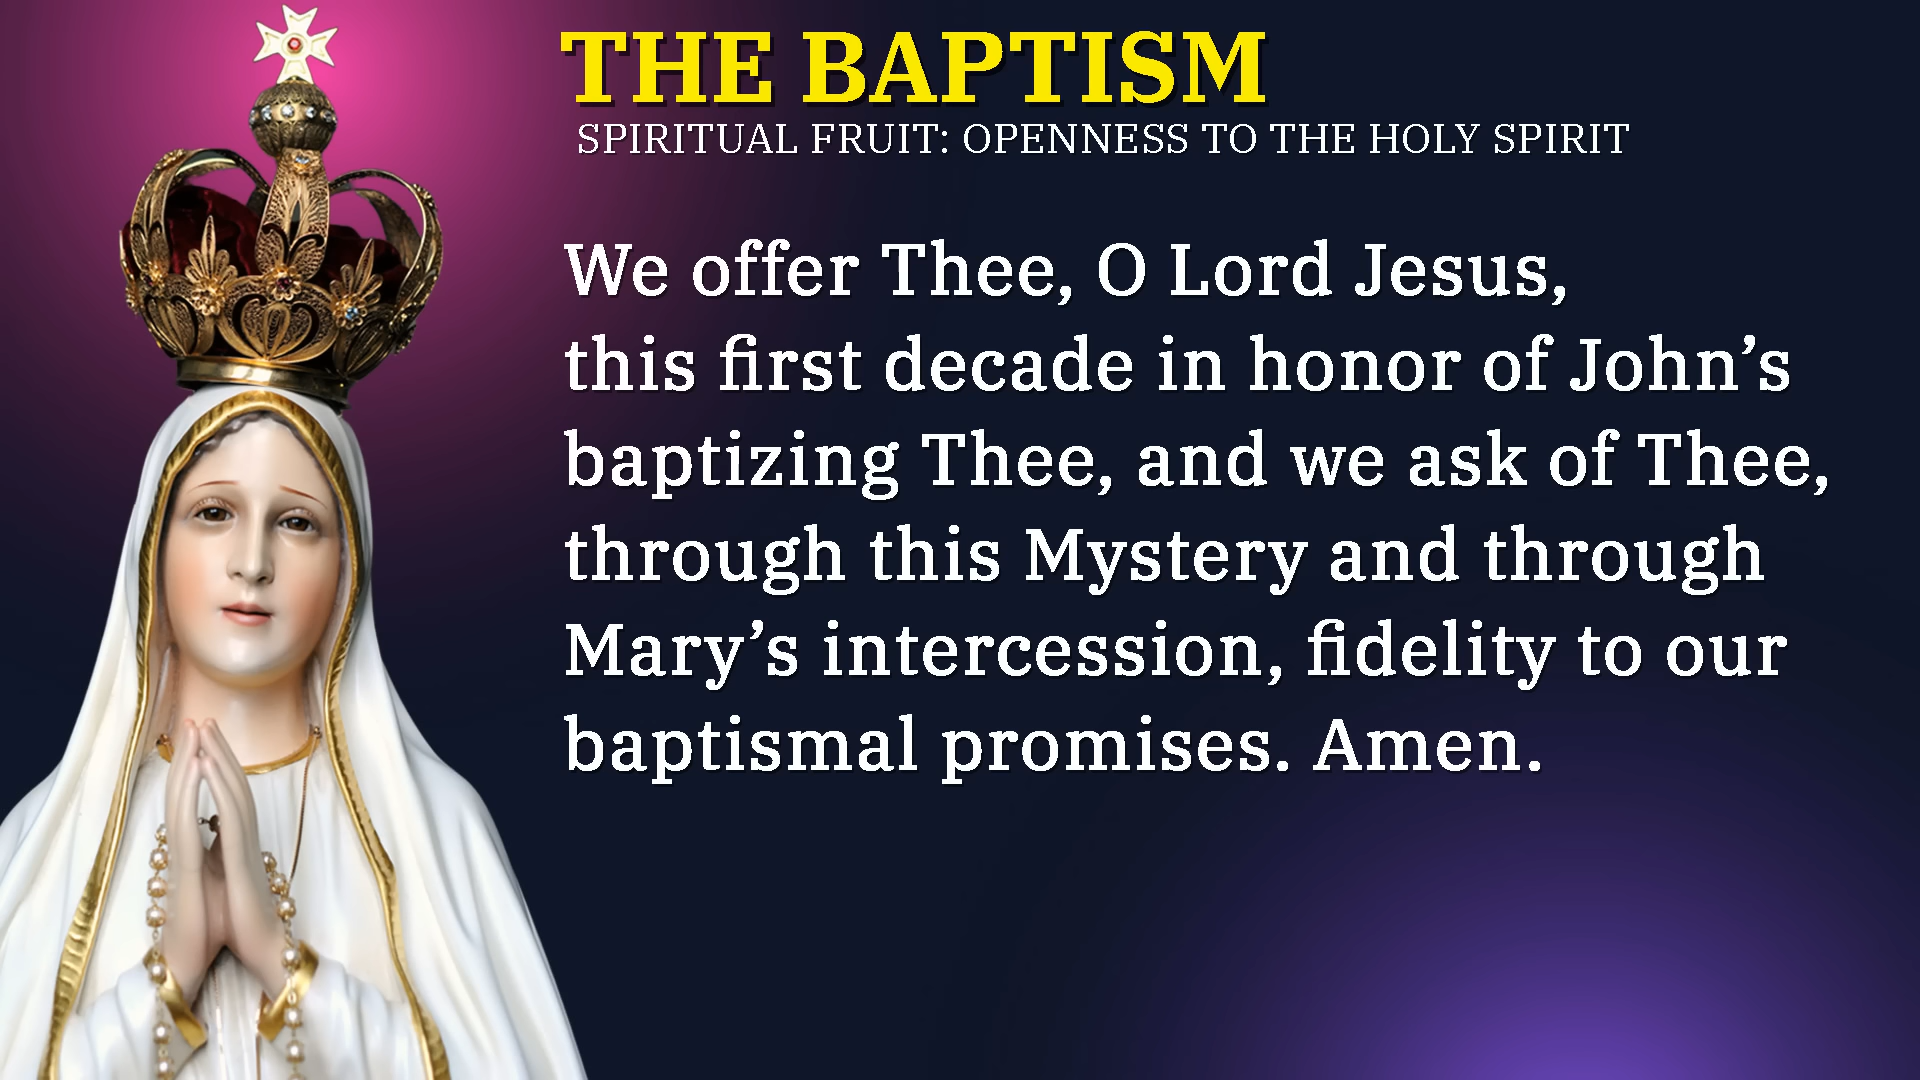 THE BAPTISM
SPIRITUAL FRUIT: OPENNESS TO THE HOLY SPIRIT
We offer Thee, O Lord Jesus,
this first decade in honor of John’s
baptizing Thee, and we ask of Thee,
through this Mystery and through
Mary’s intercession, fidelity to our
baptismal promises. Amen.